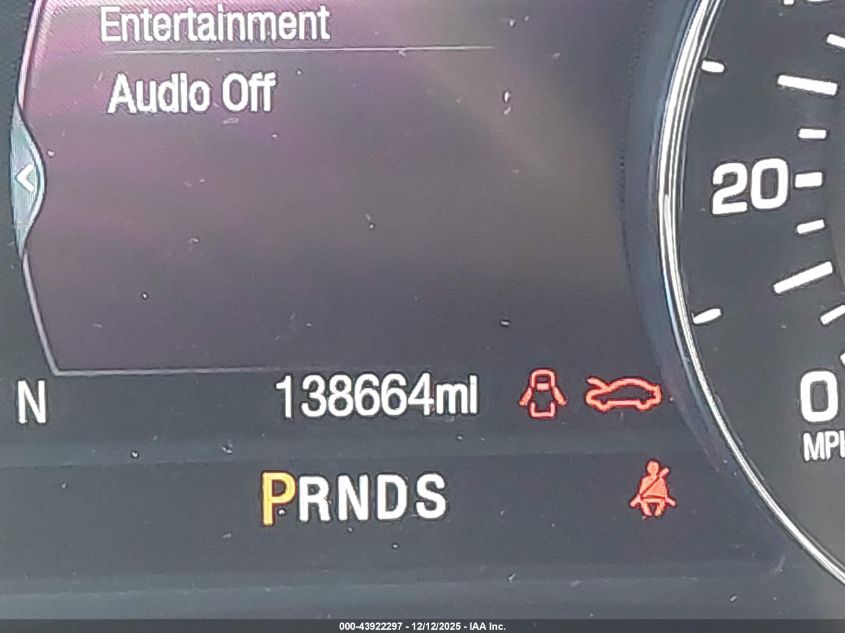 Entertainment
Audio Off
20
0
MPH
N
138664mi
PRNDS
000-43922297 - 12/12/2025 - IAA Inc.